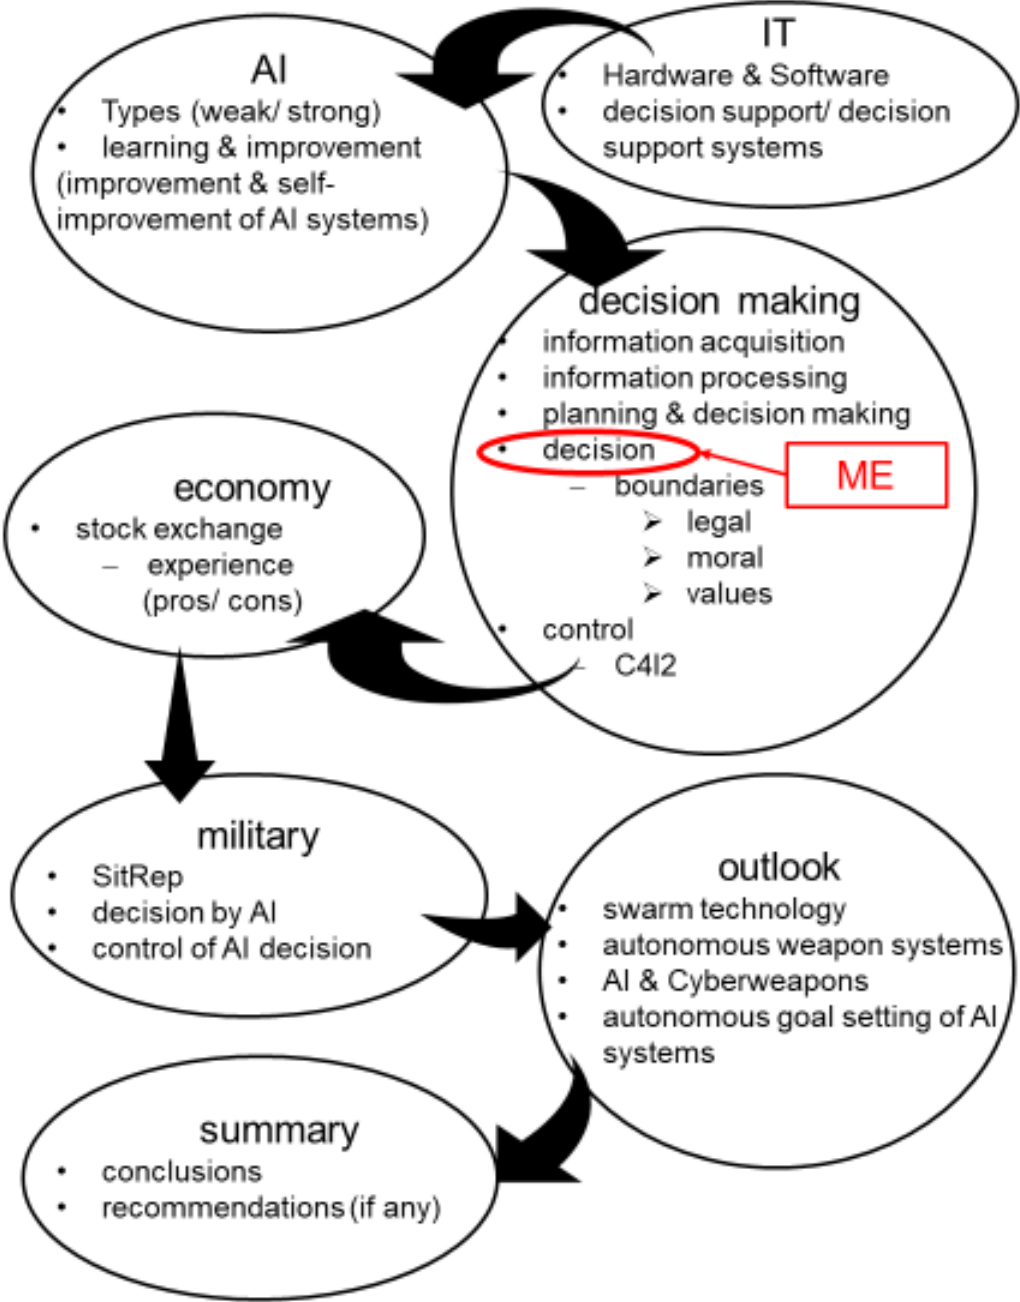 IT
• Hardware & Software
• decision support/ decision
support systems
AI
• Types (weak/ strong)
• learning & improvement
(improvement & self-
improvement of AI systems)
decision making
• information acquisition
• information processing
• planning & decision making
• decision
– boundaries
➢ legal
➢ moral
➢ values
• control
– C4I2
ME
economy
• stock exchange
– experience
(pros/ cons)
military
• SitRep
• decision by AI
• control of AI decision
outlook
• swarm technology
• autonomous weapon systems
• AI & Cyberweapons
• autonomous goal setting of AI
systems
summary
• conclusions
• recommendations (if any)